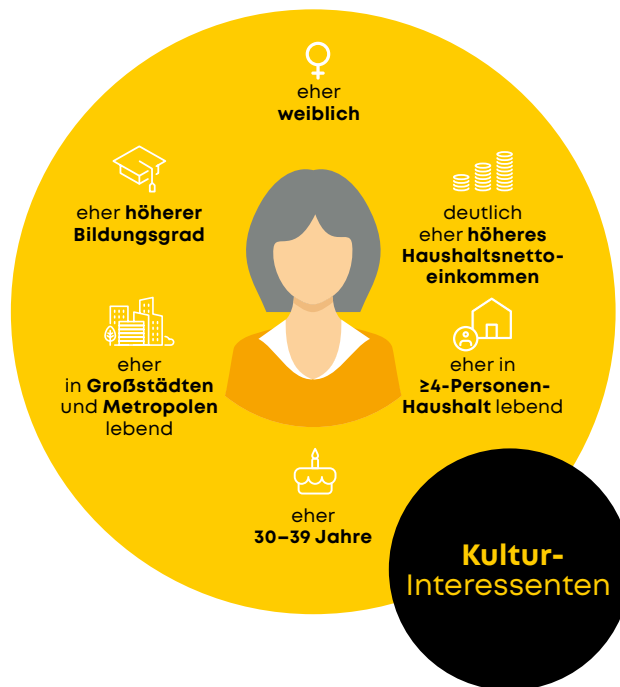 eher
weiblich
eher höherer
Bildungsgrad
deutlich
eher höheres
Haushaltsnetto-
einkommen
eher
in Großstädten
und Metropolen
lebend
eher in
≥4-Personen-
Haushalt lebend
eher
30–39 Jahre
Kultur-
Interessenten